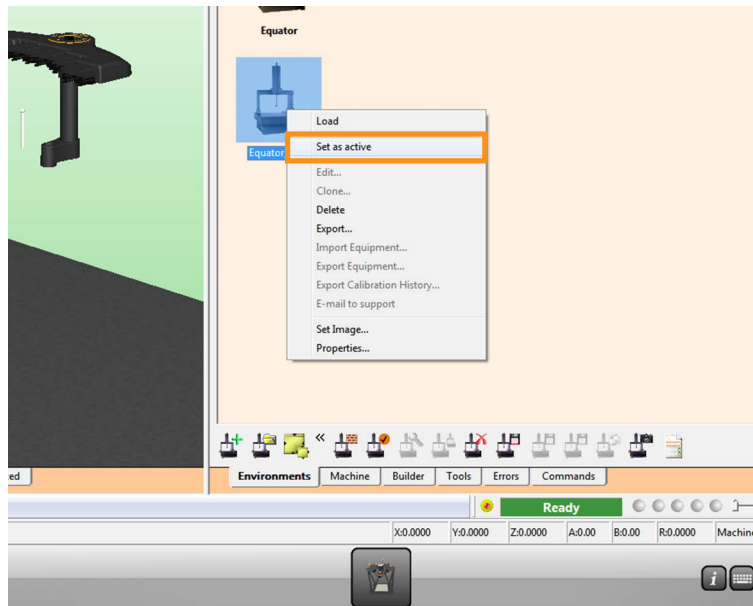 Equator
Equator
Load
Set as active
Edit...
Clone...
Delete
Export...
Import Equipment...
Export Equipment...
Export Calibration History...
E-mail to support
Set Image...
Properties...
Environments Machine Builder Tools Errors Commands
Ready
X:0.0000 Y:0.0000 Z:0.0000 A:0.00 B:0.00 R:0.0000 Machine